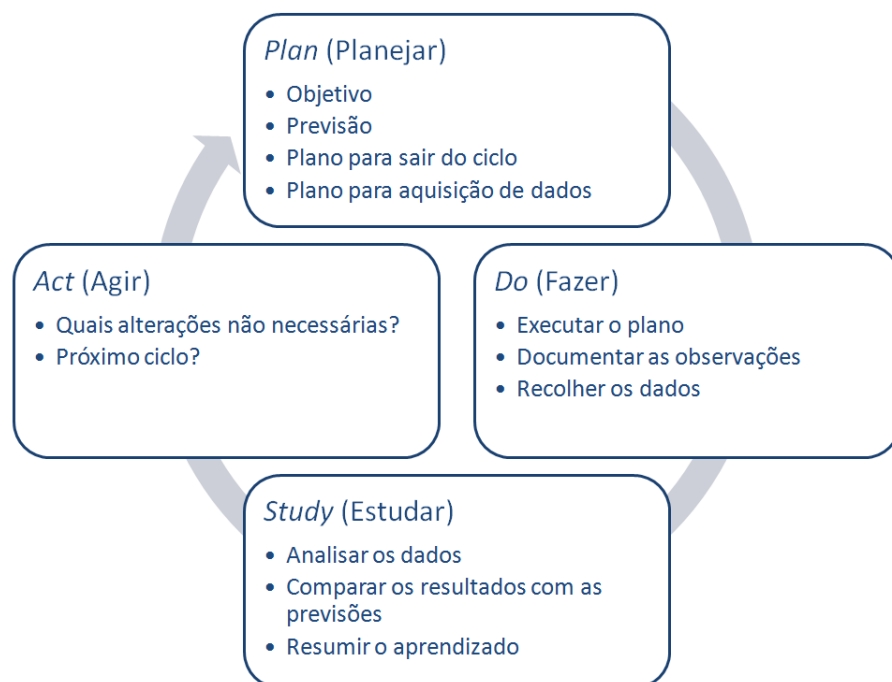 Plan (Planejar)
• Objetivo
• Previsão
• Plano para sair do ciclo
• Plano para aquisição de dados
Act (Agir)
• Quais alterações não necessárias?
• Próximo ciclo?
Do (Fazer)
• Executar o plano
• Documentar as observações
• Recolher os dados
Study (Estudar)
• Analisar os dados
• Comparar os resultados com as
previsões
• Resumir o aprendizado